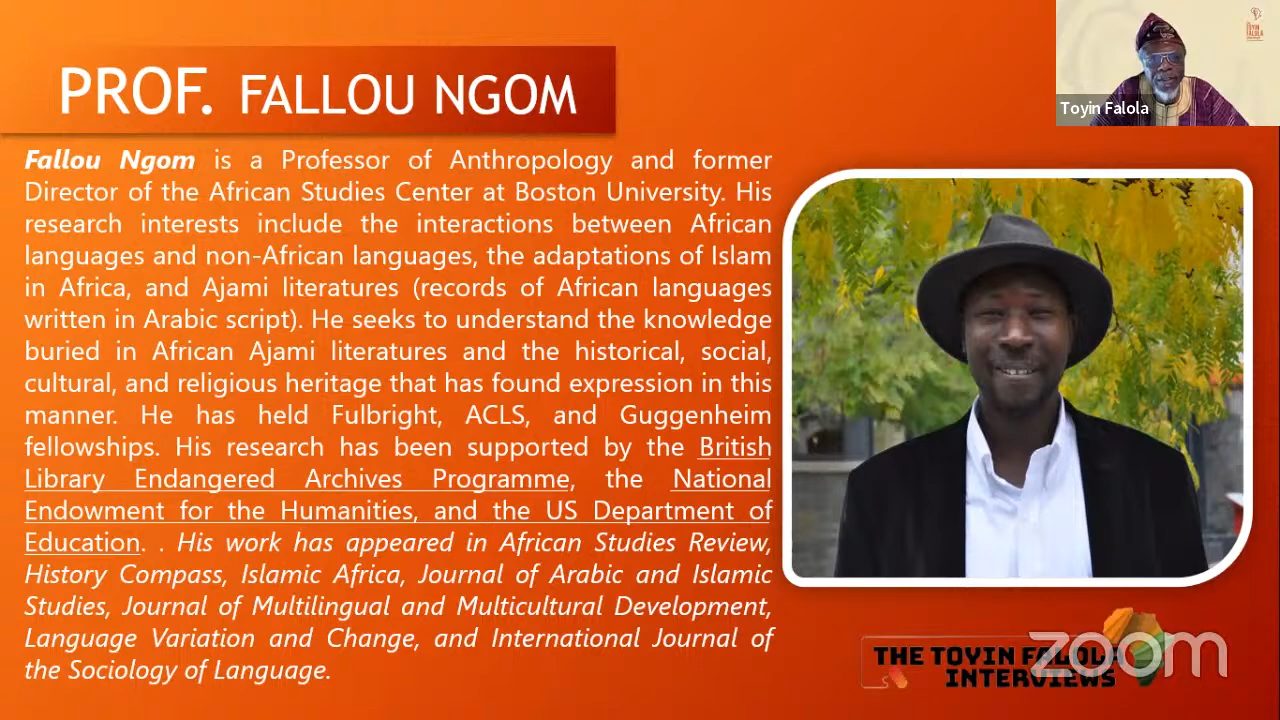 PROF. FALLOU NGOM
Toyin Falola
Fallou Ngom is a Professor of Anthropology and former
Director of the African Studies Center at Boston University. His
research interests include the interactions between African
languages and non-African languages, the adaptations of Islam
in Africa, and Ajami literatures (records of African languages
written in Arabic script). He seeks to understand the knowledge
buried in African Ajami literatures and the historical, social,
cultural, and religious heritage that has found expression in this
manner. He has held Fulbright, ACLS, and Guggenheim
fellowships. His research has been supported by the British
Library Endangered Archives Programme, the National
Endowment for the Humanities, and the US Department of
Education. . His work has appeared in African Studies Review,
History Compass, Islamic Africa, Journal of Arabic and Islamic
Studies, Journal of Multilingual and Multicultural Development,
Language Variation and Change, and International Journal of
the Sociology of Language.
THE TOYIN FALOLA
INTERVIEWS
zoom